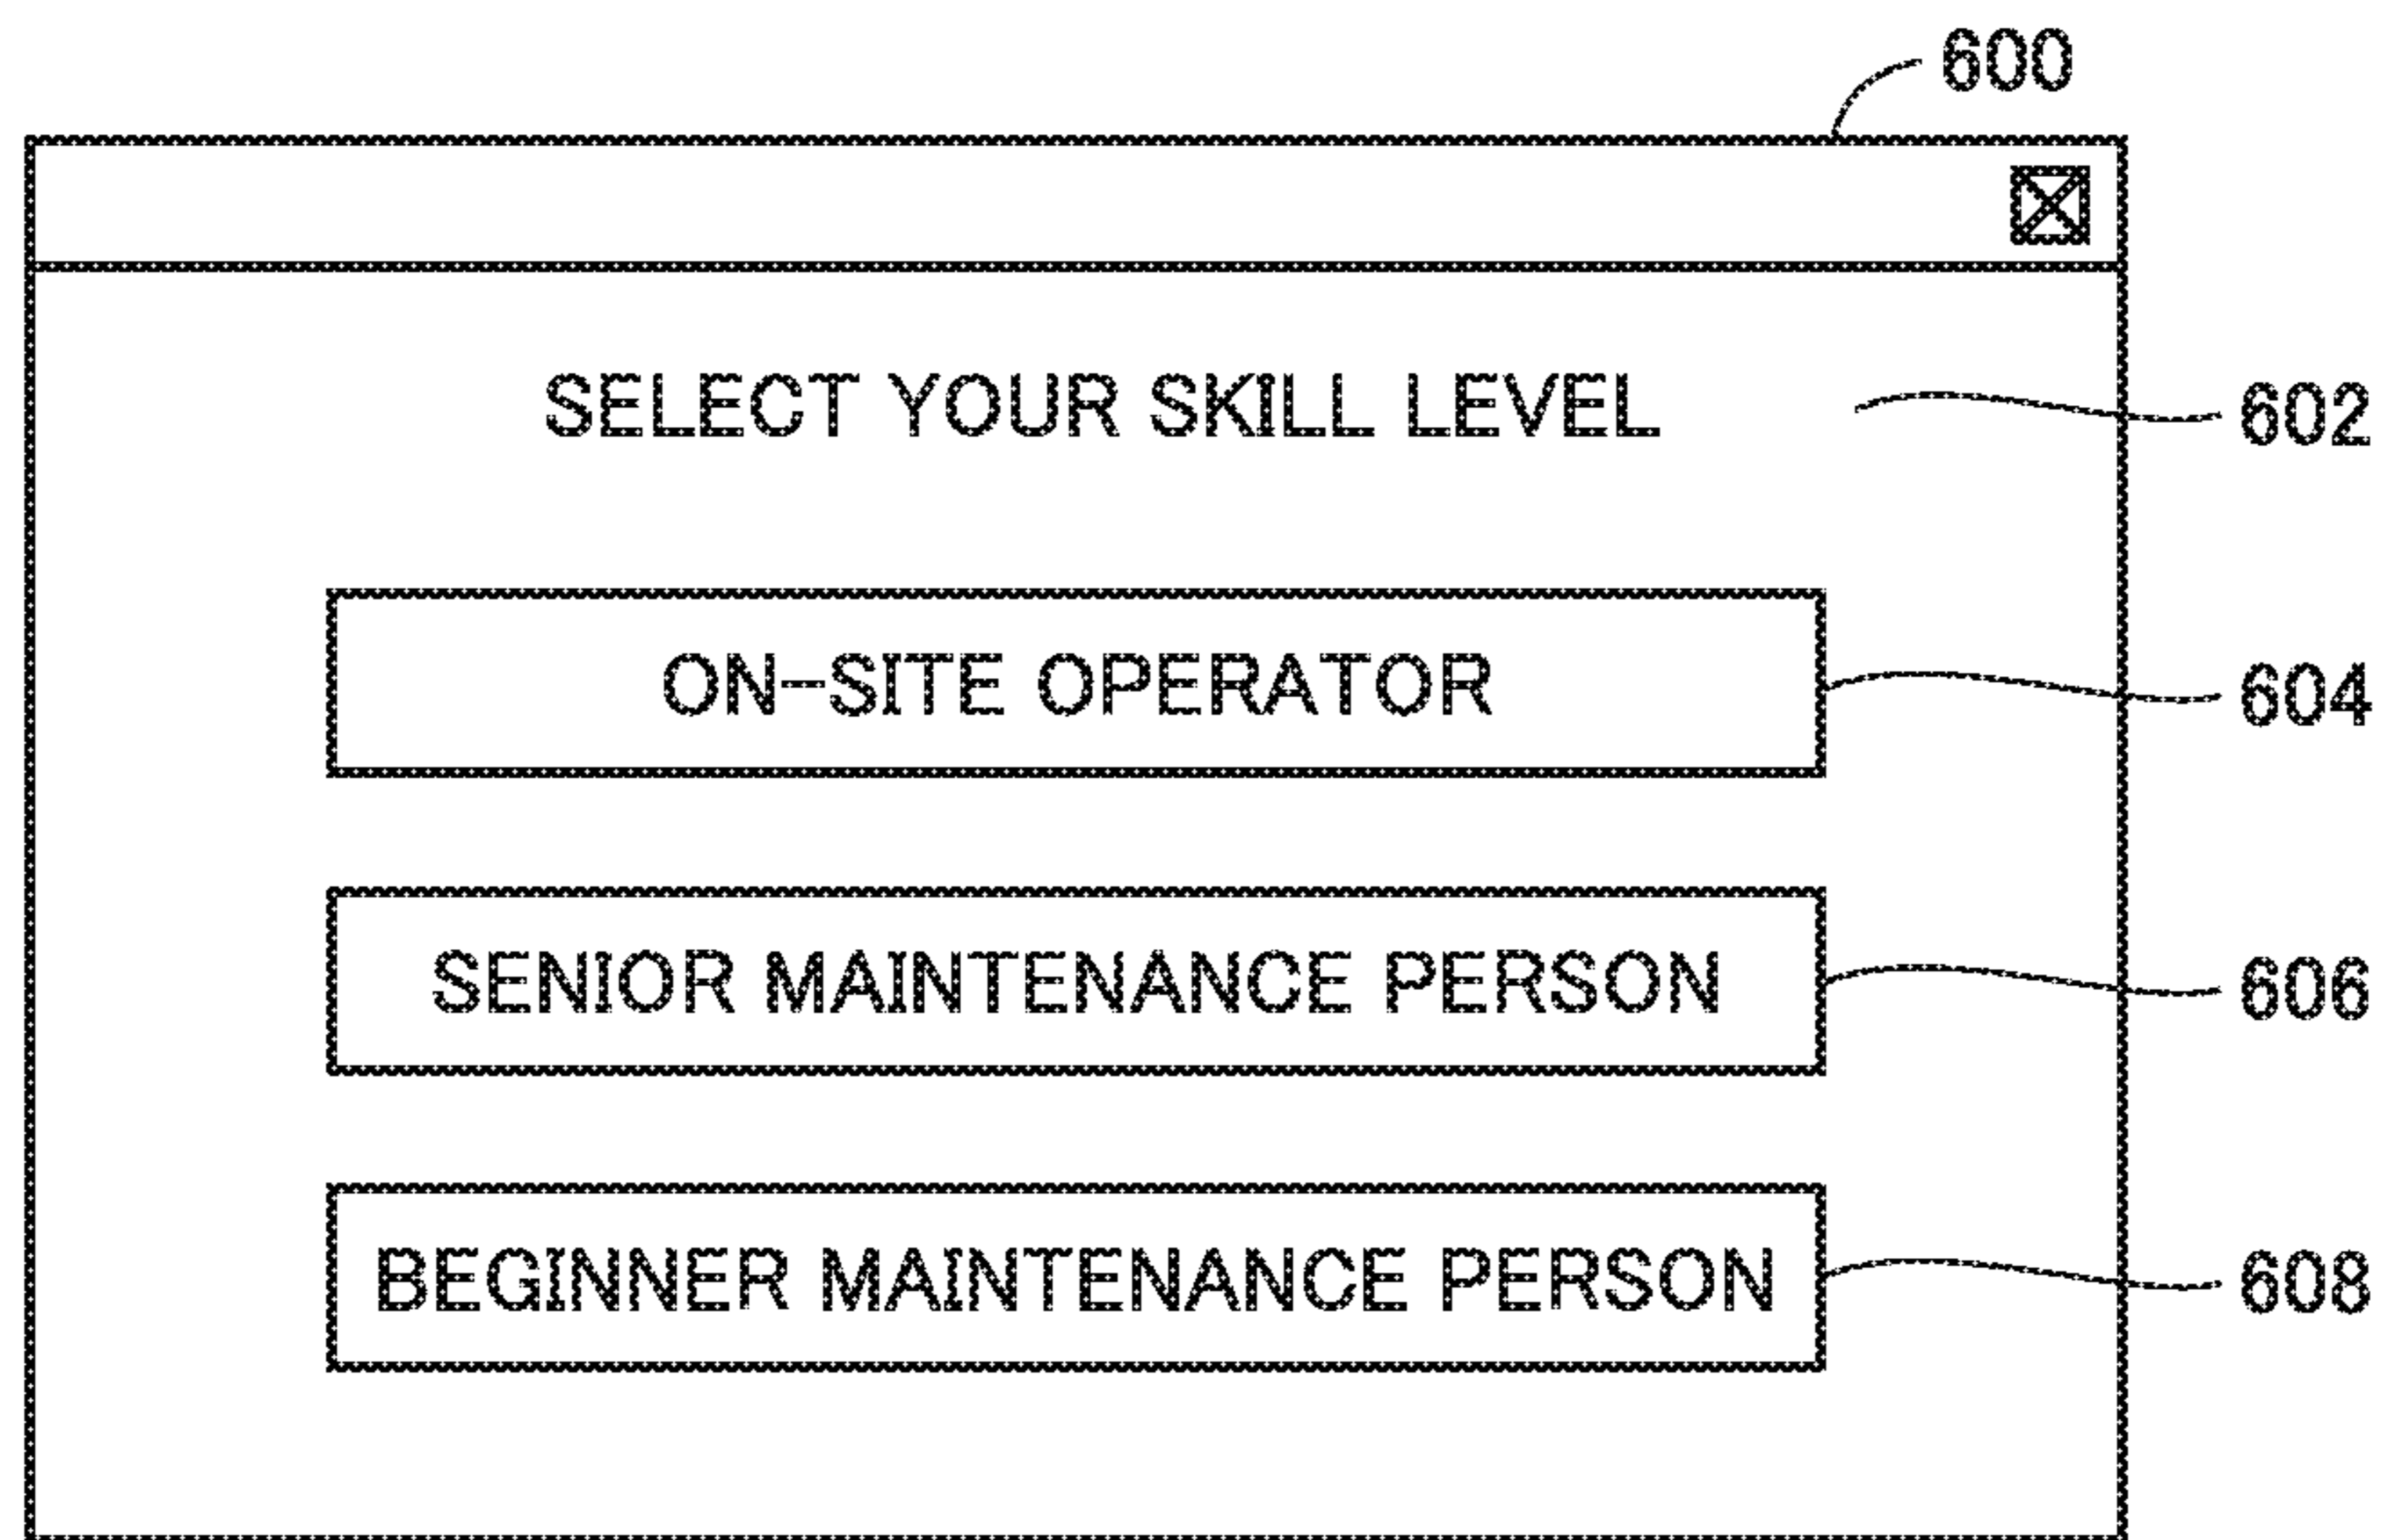 600
SELECT YOUR SKILL LEVEL 602
ON-SITE OPERATOR 604
SENIOR MAINTENANCE PERSON 606
BEGINNER MAINTENANCE PERSON 608